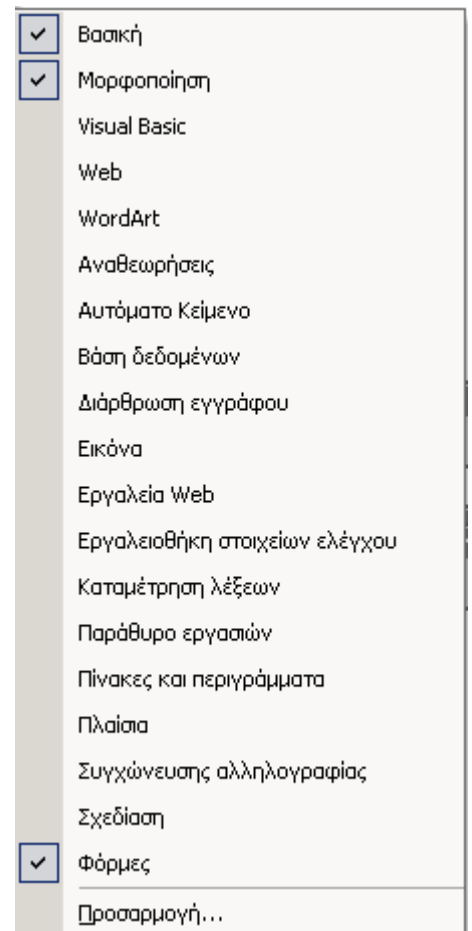 Βασική
Μορφοποίηση
Visual Basic
Web
WordArt
Αναθεωρήσεις
Αυτόματο Κείμενο
Βάση δεδομένων
Διάρθρωση εγγράφου
Εικόνα
Εργαλεία Web
Εργαλειοθήκη στοιχείων ελέγχου
Καταμέτρηση λέξεων
Παράθυρο εργασιών
Πίνακες και περιγράμματα
Πλαίσια
Συγχώνευσης αλληλογραφίας
Σχεδίαση
Φόρμες
Προσαρμογή...